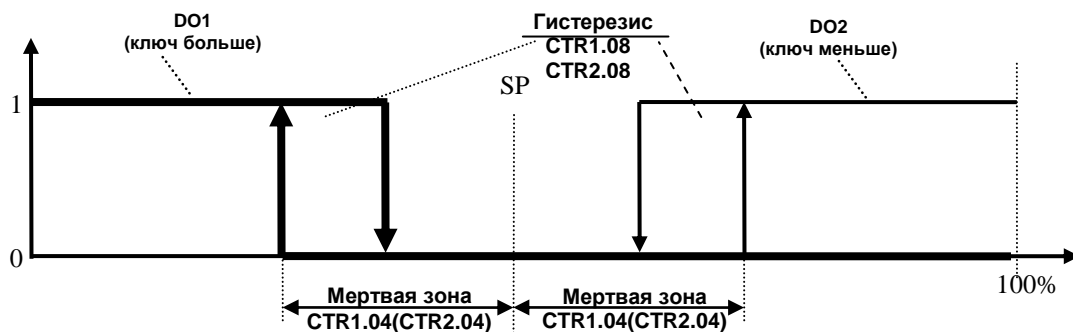 DO1
(ключ больше)
Гистерезис
CTR1.08
CTR2.08
DO2
(ключ меньше)
SP
1
0
100%
Мертвая зона
CTR1.04(CTR2.04)
Мертвая зона
CTR1.04(CTR2.04)